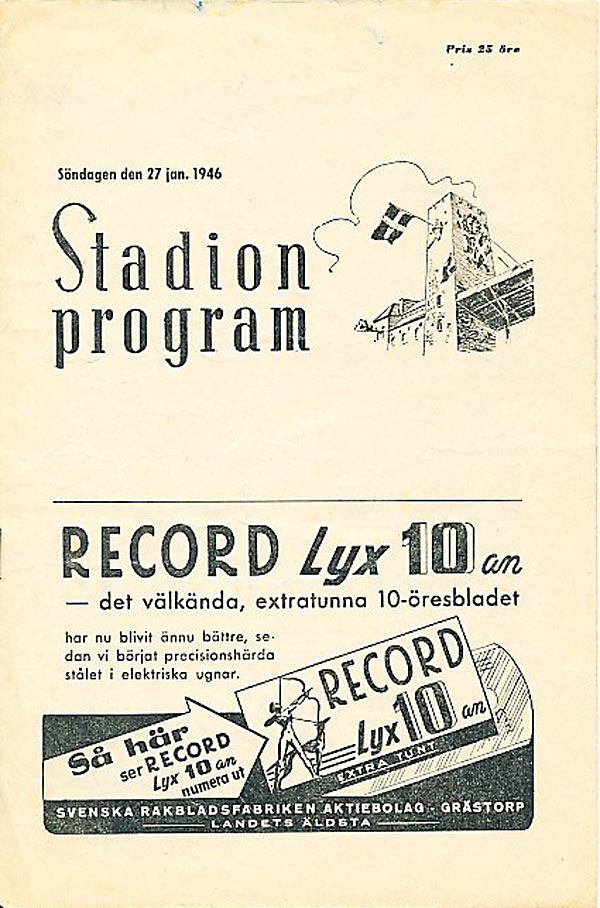 Pris 25 öre
Söndagen den 27 jan. 1946
Stadion
program
RECORD Lyx 10 an
— det välkända, extratunna 10-öresbladet
har nu blivit ännu bättre, se-
dan vi börjat precisionshärda
stålet i elektriska ugnar.
Så här
ser RECORD
Lyx 10 an
numera ut
RECORD
Lyx 10 an
EXTRA TUNT
SVENSKA RAKBLADSFABRIKEN AKTIEBOLAG - GRÄSTORP
LANDETS ÄLDSTA